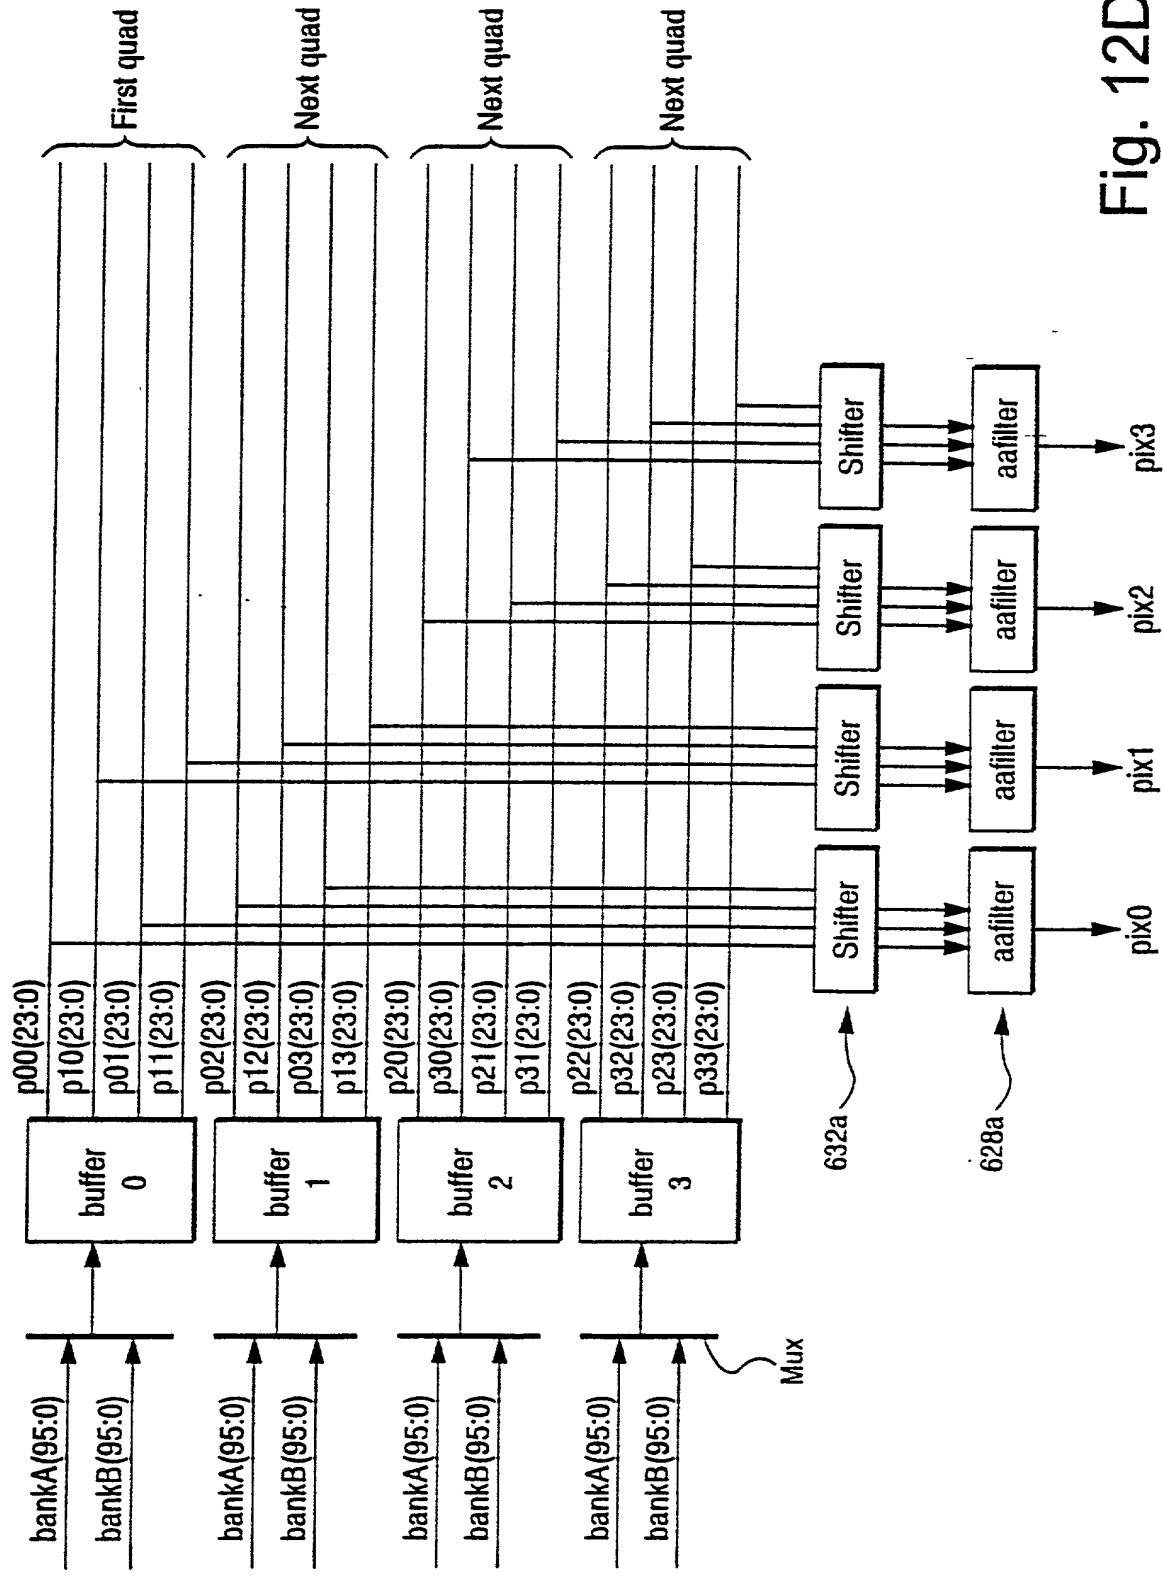 bankA(95:0)
bankB(95:0)
buffer
0
p00(23:0)
p10(23:0)
p01(23:0)
p11(23:0)
First quad
bankA(95:0)
bankB(95:0)
buffer
1
p02(23:0)
p12(23:0)
p03(23:0)
p13(23:0)
Next quad
bankA(95:0)
bankB(95:0)
buffer
2
p20(23:0)
p30(23:0)
p21(23:0)
p31(23:0)
Next quad
bankA(95:0)
bankB(95:0)
buffer
3
p22(23:0)
p32(23:0)
p23(23:0)
p33(23:0)
Next quad
Mux
632a
Shifter
Shifter
Shifter
Shifter
628a
aafilter
aafilter
aafilter
aafilter
pix0
pix1
pix2
pix3
Fig. 12D